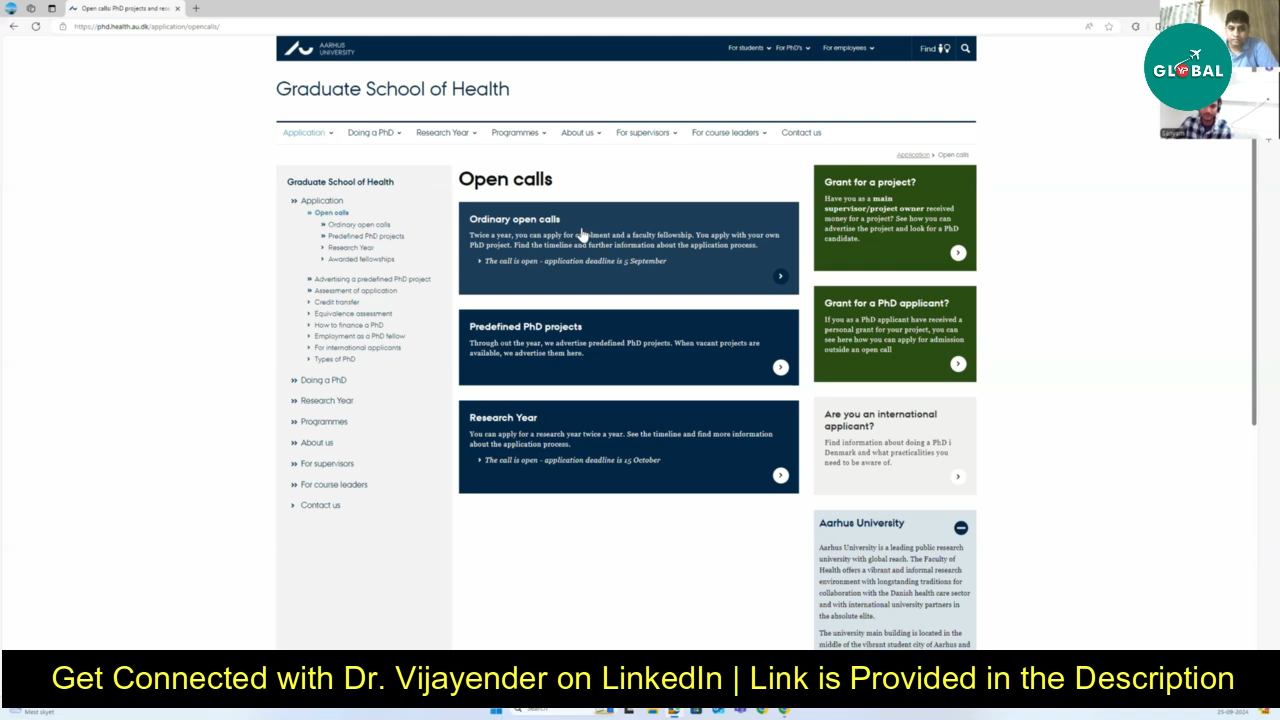 Open calls: PhD projects and rese
https://phd.health.au.dk/application/opencalls/
AARHUS
UNIVERSITY
For students
For PhD's
For employees
Find
GLOBAL
YP
Graduate School of Health
Application
Doing a PhD
Research Year
Programmes
About us
For supervisors
For course leaders
Contact us
Sanyam
Application
Open calls
Graduate School of Health
Application
Open calls
Ordinary open calls
Predefined PhD projects
Research Year
Awarded fellowships
Advertising a predefined PhD project
Assessment of application
Credit transfer
Equivalence assessment
How to finance a PhD
Employment as a PhD fellow
For international applicants
Types of PhD
Doing a PhD
Research Year
Programmes
About us
For supervisors
For course leaders
Contact us
Open calls
Ordinary open calls
Twice a year, you can apply for enrolment and a faculty fellowship. You apply with your own
PhD project. Find the timeline and further information about the application process.
The call is open - application deadline is 5 September
Predefined PhD projects
Through out the year, we advertise predefined PhD projects. When vacant projects are
available, we advertise them here.
Research Year
You can apply for a research year twice a year. See the timeline and find more information
about the application process.
The call is open - application deadline is 15 October
Grant for a project?
Have you as a main
supervisor/project owner received
money for a project? See how you can
advertise the project and look for a PhD
candidate.
Grant for a PhD applicant?
If you as a PhD applicant have received a
personal grant for your project, you can
see here how you can apply for admission
outside an open call
Are you an international
applicant?
Find information about doing a PhD i
Denmark and what practicalities you
need to be aware of.
Aarhus University
Aarhus University is a leading public research
university with global reach. The Faculty of
Health offers a vibrant and informal research
environment with longstanding traditions for
collaboration with the Danish health care sector
and with international university partners in
the absolute elite.
The university main building is located in the
middle of the vibrant student city of Aarhus and
Get Connected with Dr. Vijayender on LinkedIn | Link is Provided in the Description
Mest skyet
Search
25-09-2024